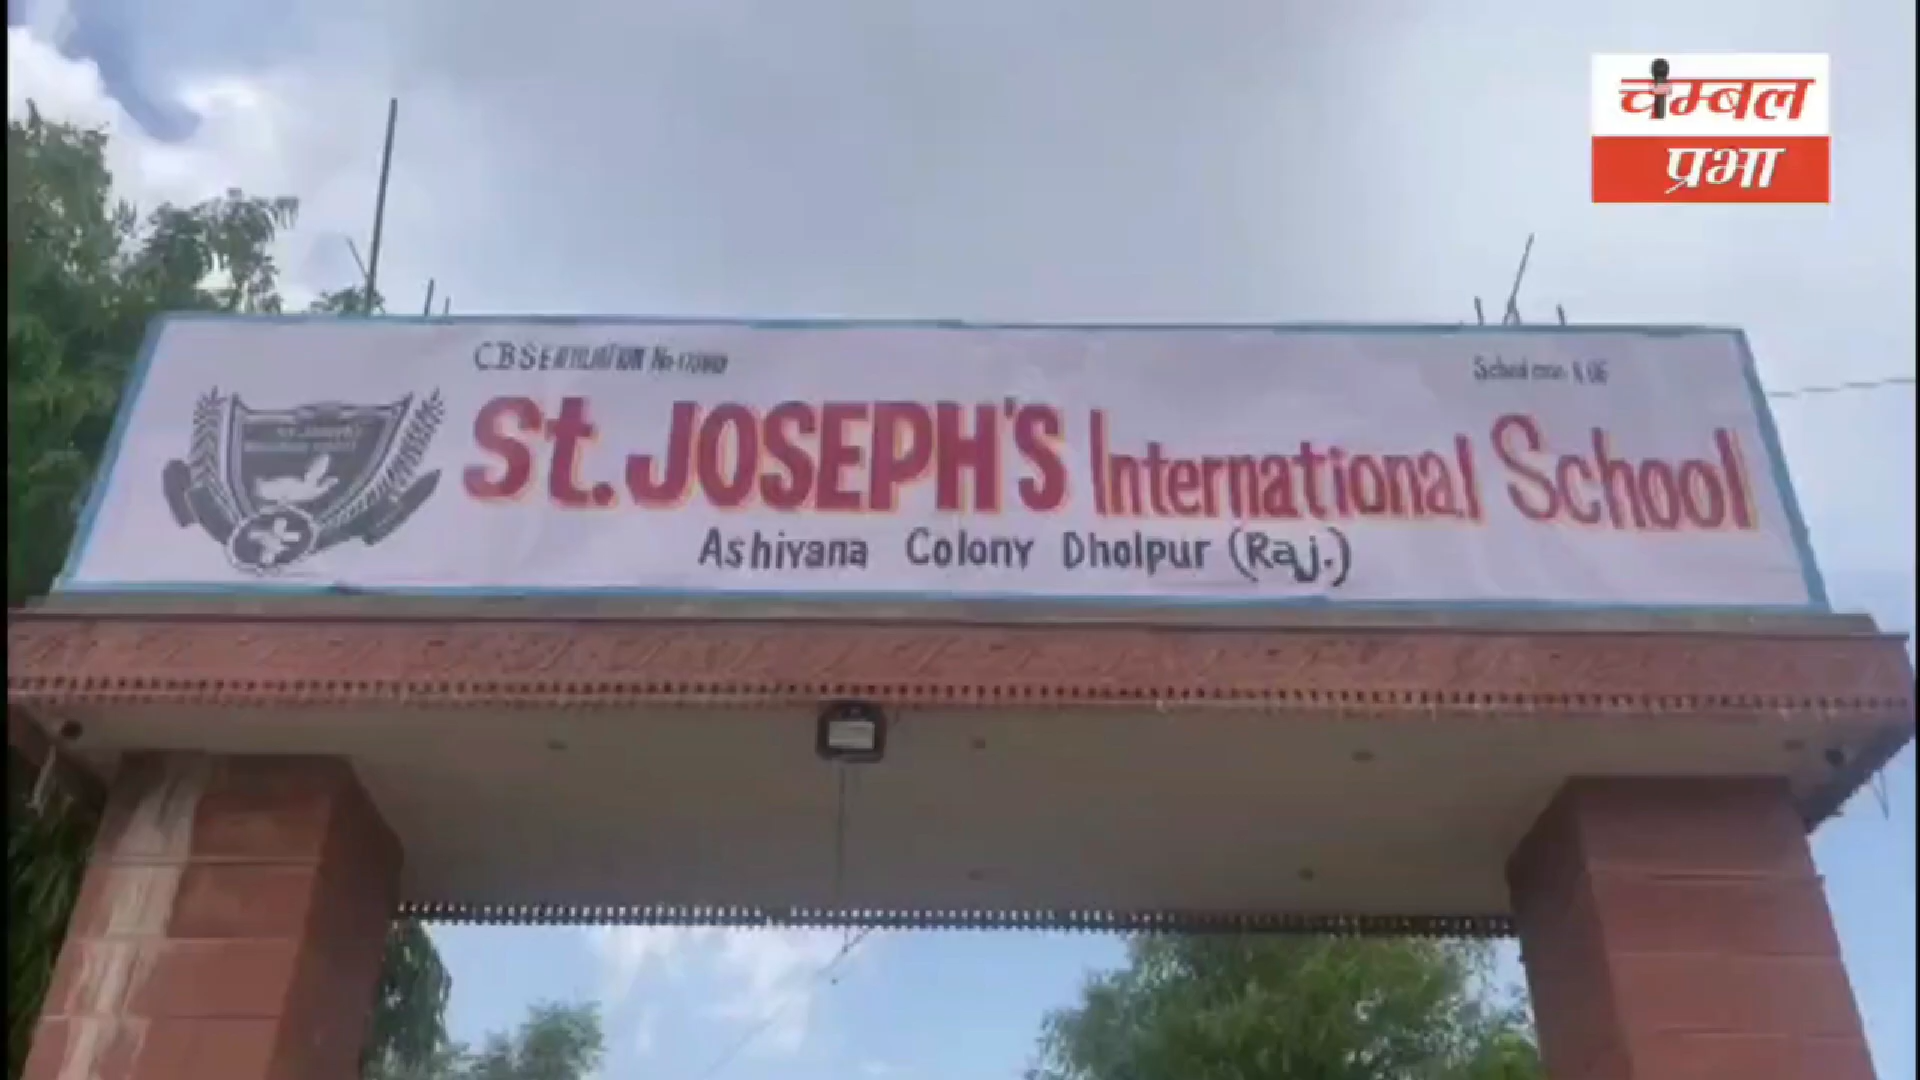 चम्बल
प्रभा
C.B.S.E
St. JOSEPH'S International School
Ashiyana Colony Dholpur (Raj.)